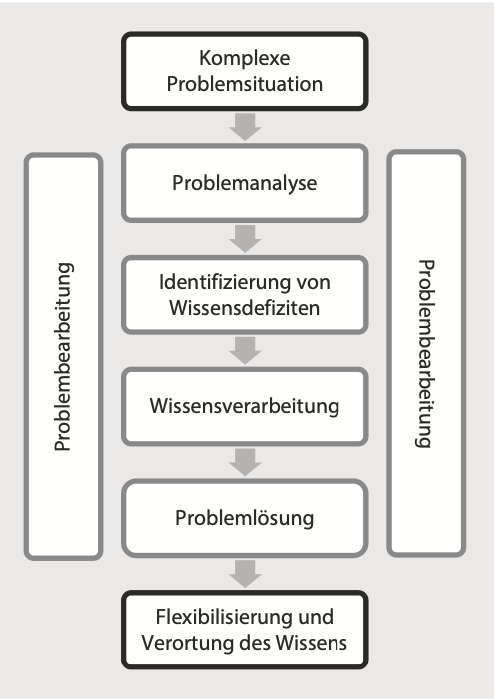 Komplexe
Problemsituation
Problemanalyse
Identifizierung von
Wissensdefiziten
Wissensverarbeitung
Problemlösung
Flexibilisierung und
Verortung des Wissens
Problembearbeitung
Problembearbeitung